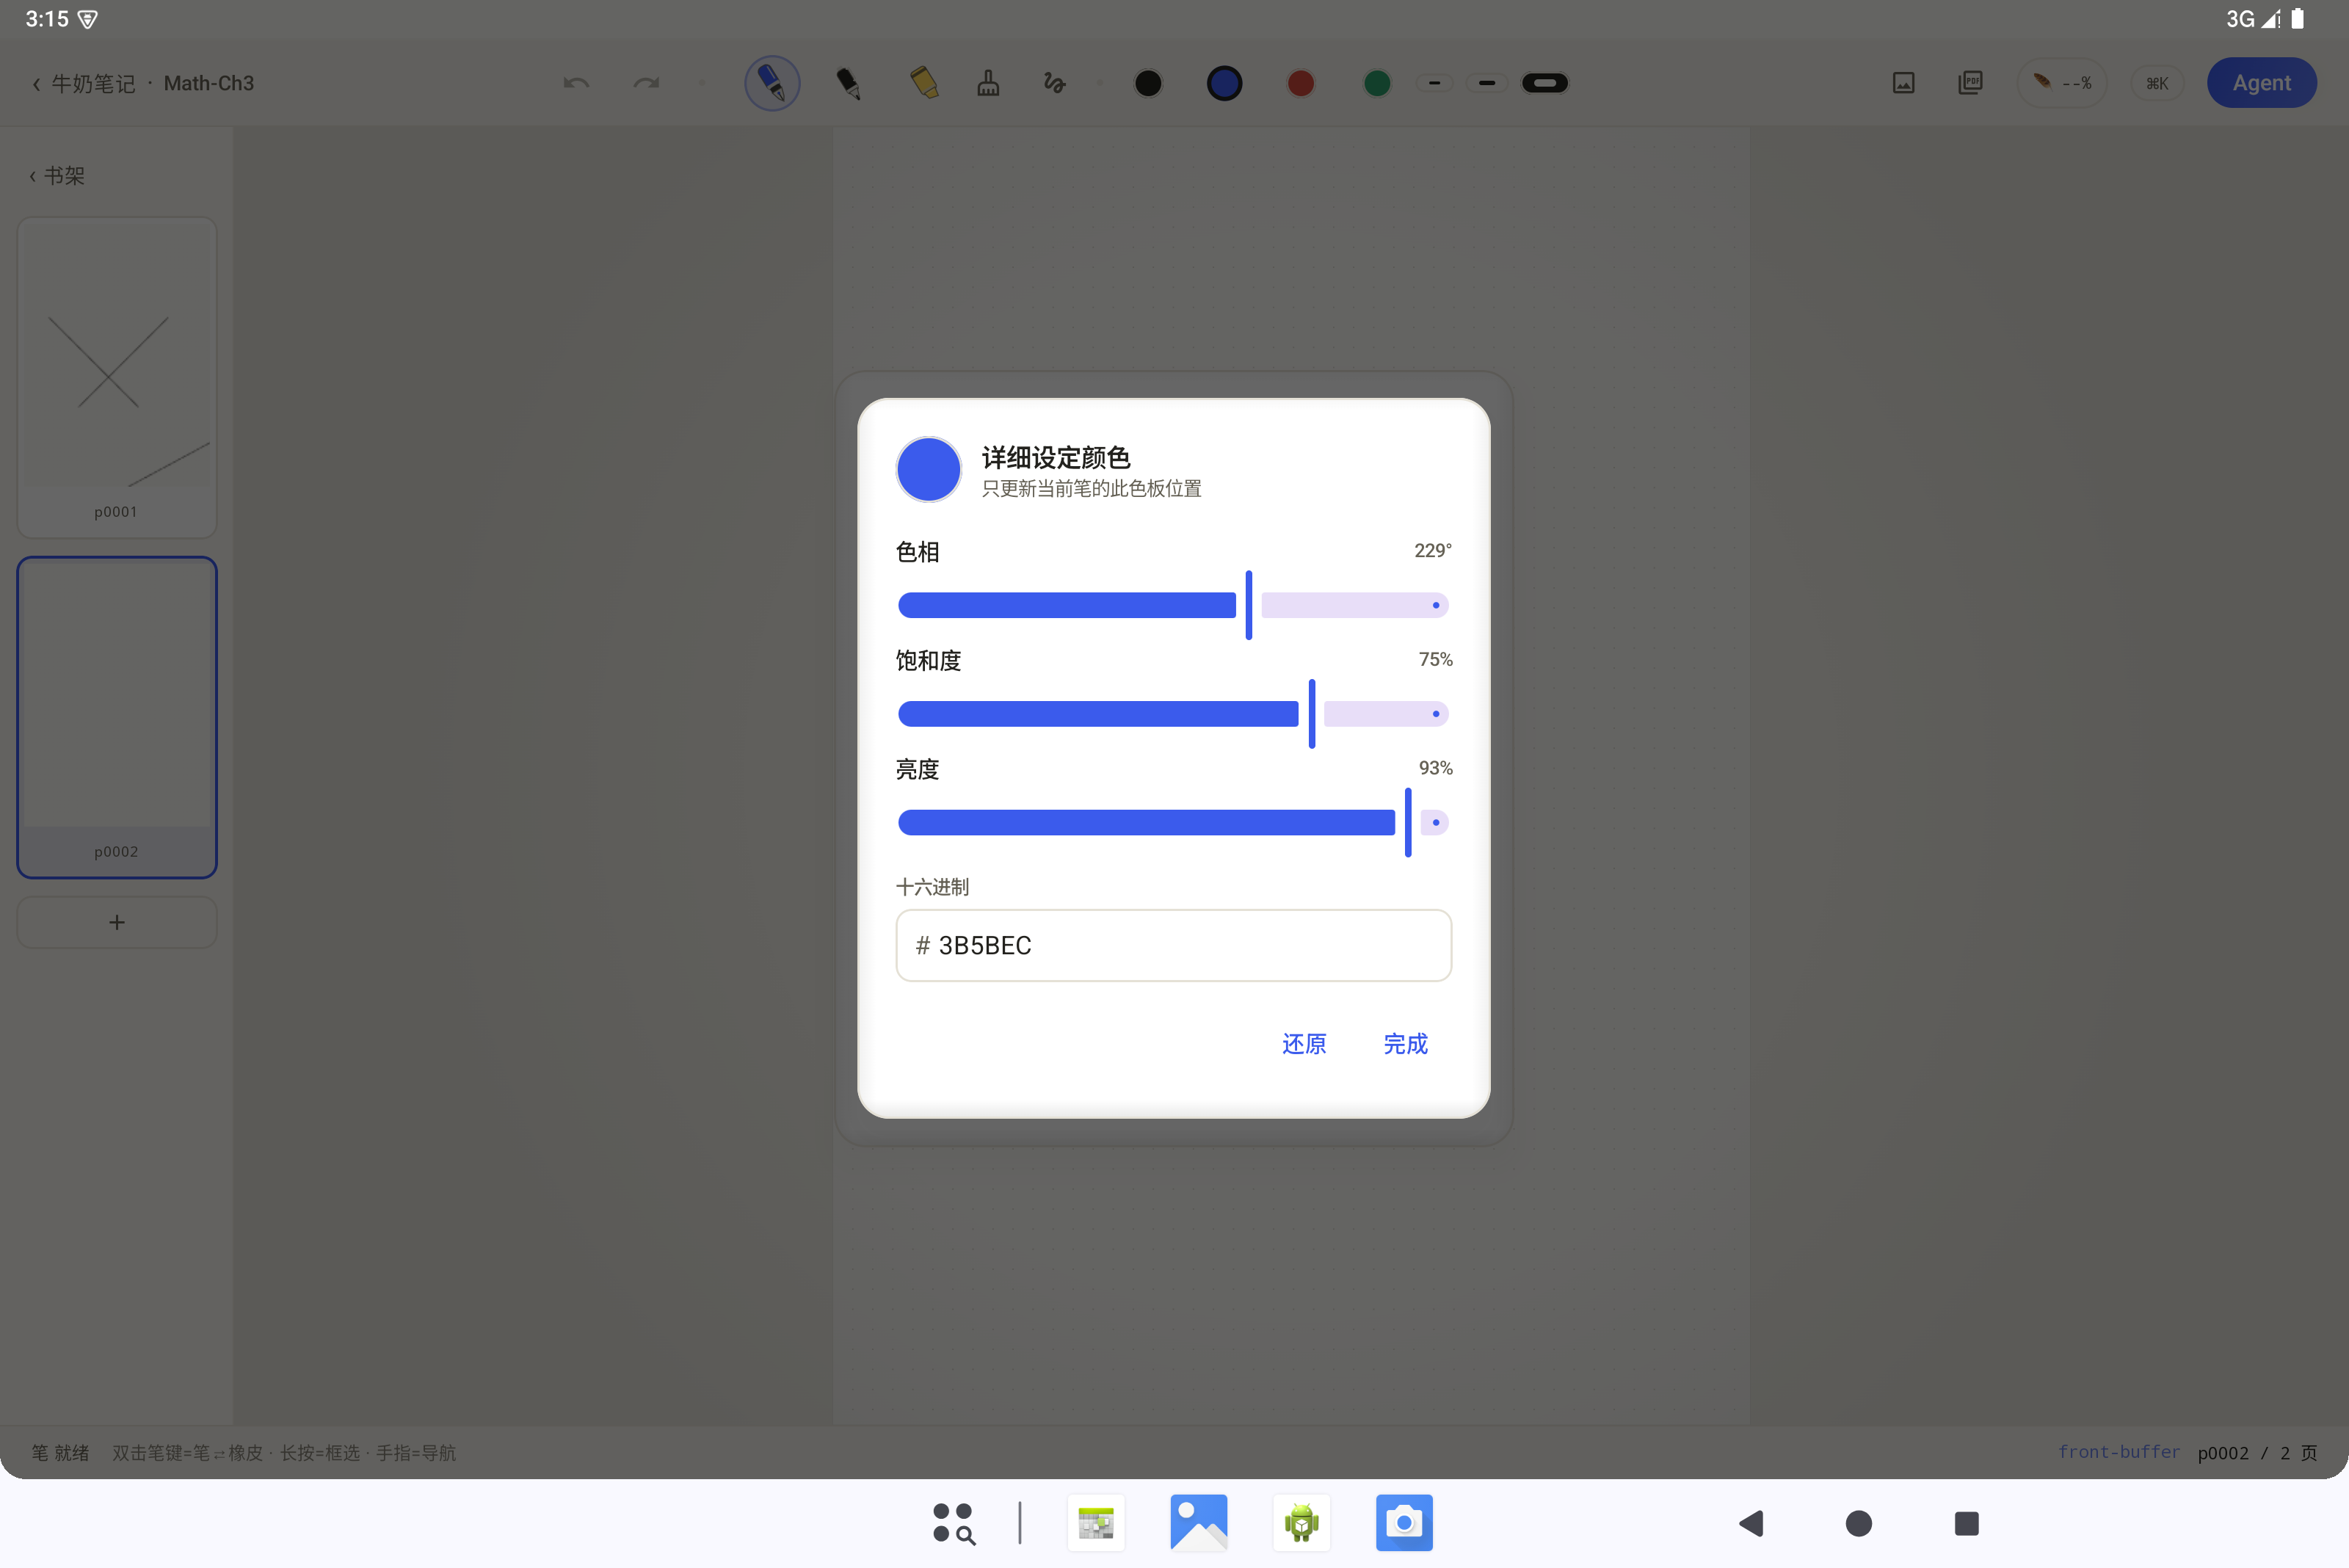 3:15
3G
牛奶笔记 · Math-Ch3
--%
⌘K
Agent
PDF
书架
p0001
p0002
+
详细设定颜色
只更新当前笔的此色板位置
色相 229°
饱和度 75%
亮度 93%
十六进制
# 3B5BEC
还原 完成
笔 就绪 双击笔键=笔⇄橡皮 · 长按=框选 · 手指=导航
front-buffer p0002 / 2 页